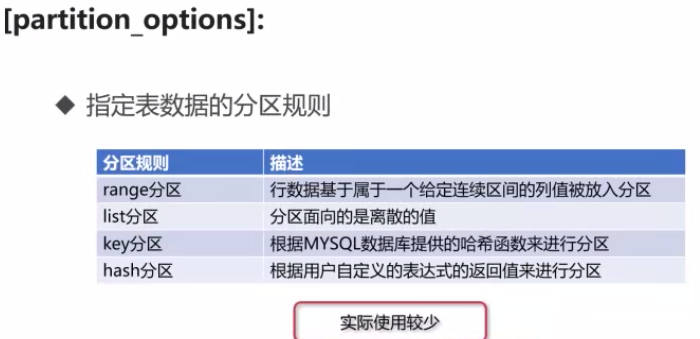 [partition_options]:
◆ 指定表数据的分区规则
分区规则 描述
range分区 行数据基于属于一个给定连续区间的列值被放入分区
list分区 分区面向的是离散的值
key分区 根据MYSQL数据库提供的哈希函数来进行分区
hash分区 根据用户自定义的表达式的返回值来进行分区
实际使用较少